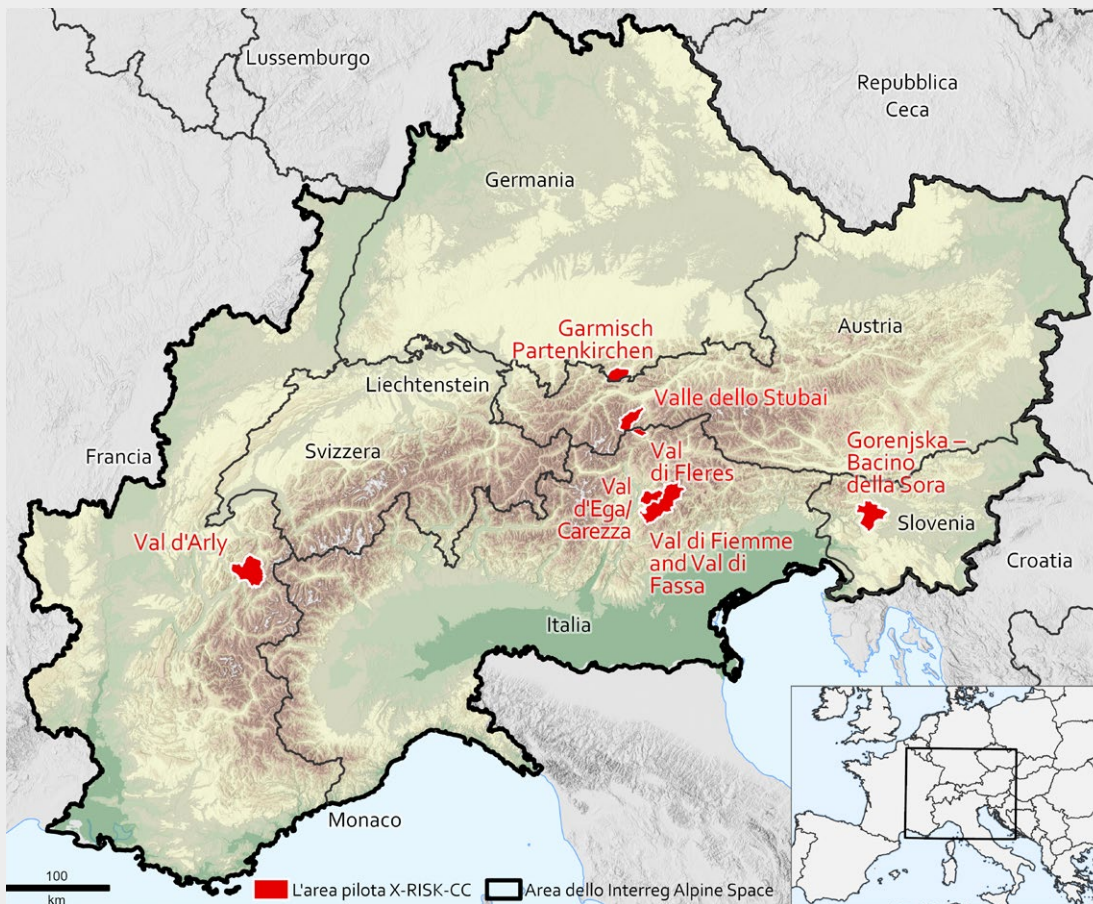 Lussemburgo
Repubblica
Ceca
Germania
Garmisch
Partenkirchen
Austria
Liechtenstein
Valle dello Stubai
Svizzera
Francia
Val
di Fleres
Gorenjska –
Bacino
della Sora
Val
d'Ega/
Carezza
Slovenia
Val d'Arly
Val di Fiemme
and Val di
Fassa
Croatia
Italia
Monaco
100
km
L'area pilota X-RISK-CC
Area dello Interreg Alpine Space